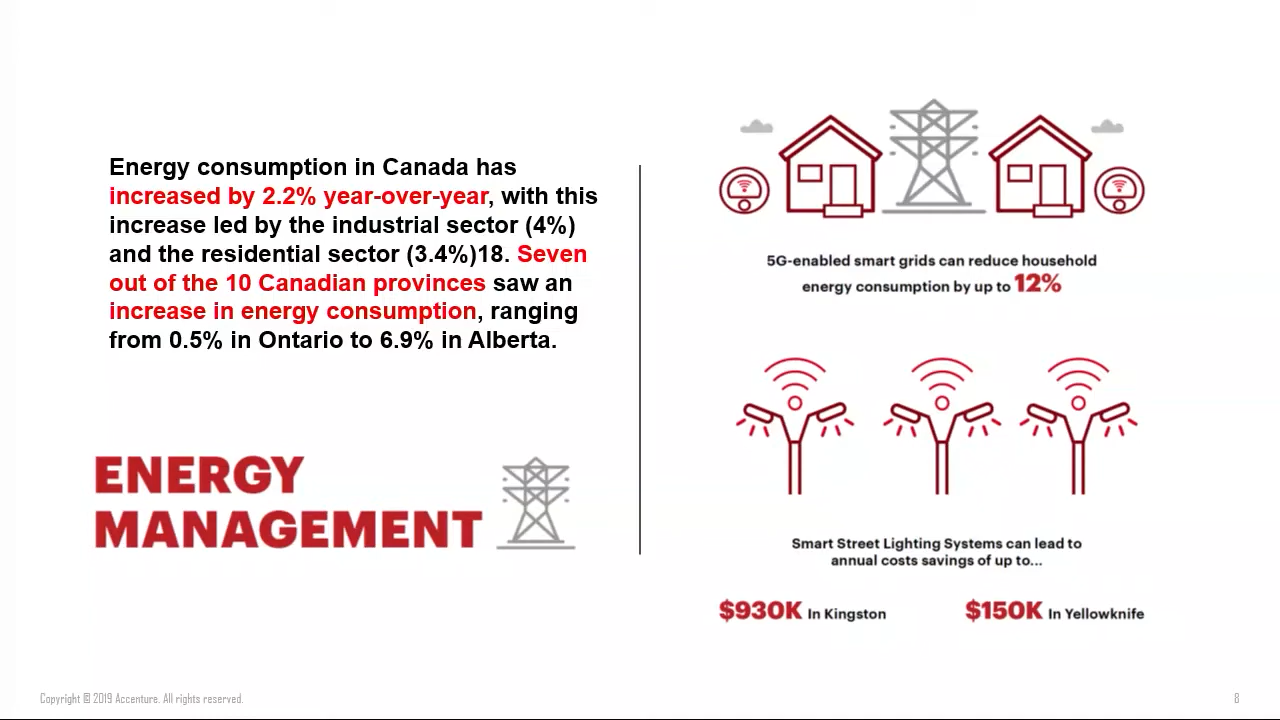 Energy consumption in Canada has
increased by 2.2% year-over-year, with this
increase led by the industrial sector (4%)
and the residential sector (3.4%)18. Seven
out of the 10 Canadian provinces saw an
increase in energy consumption, ranging
from 0.5% in Ontario to 6.9% in Alberta.
ENERGY
MANAGEMENT
5G-enabled smart grids can reduce household
energy consumption by up to 12%
Smart Street Lighting Systems can lead to
annual costs savings of up to...
$930K In Kingston
$150K In Yellowknife
Copyright © 2019 Accenture. All rights reserved.
8